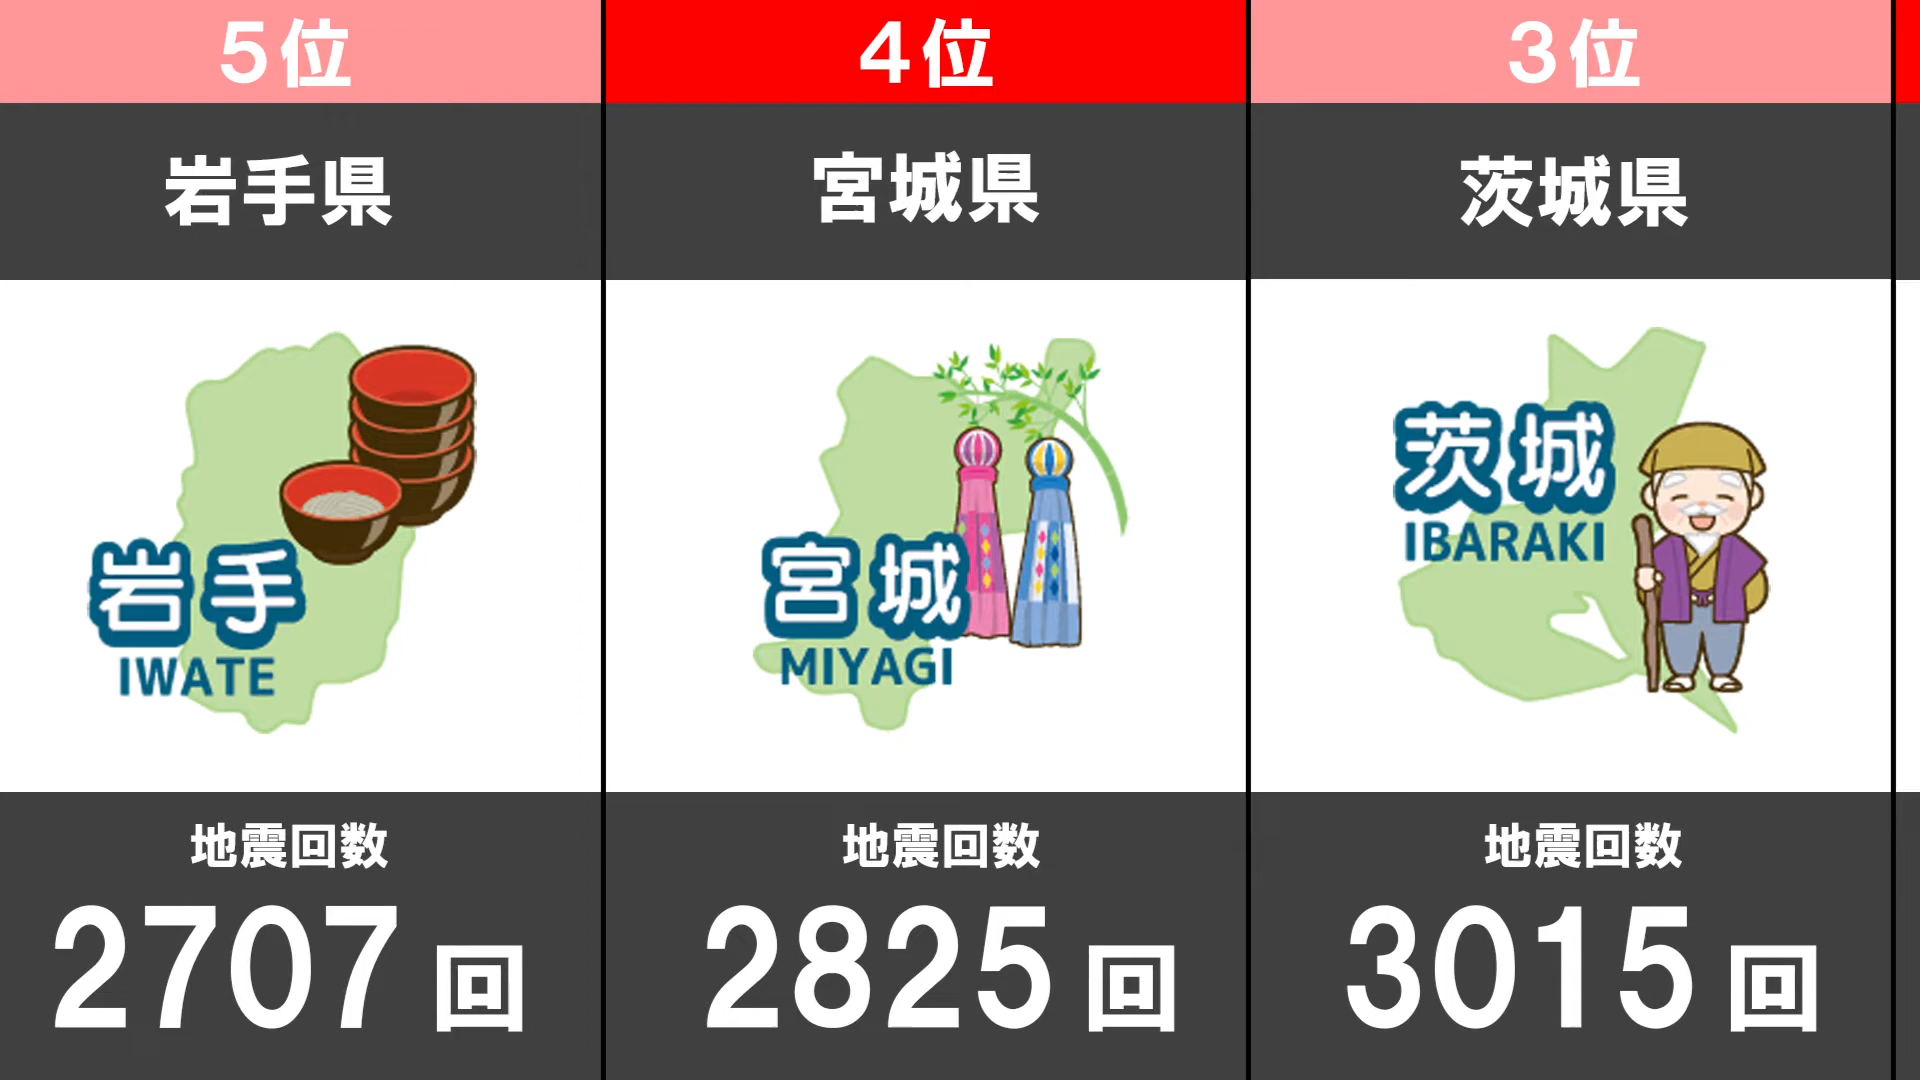 5位
岩手県
岩手
IWATE
地震回数
2707回
4位
宮城県
宮城
MIYAGI
地震回数
2825回
3位
茨城県
茨城
IBARAKI
地震回数
3015回